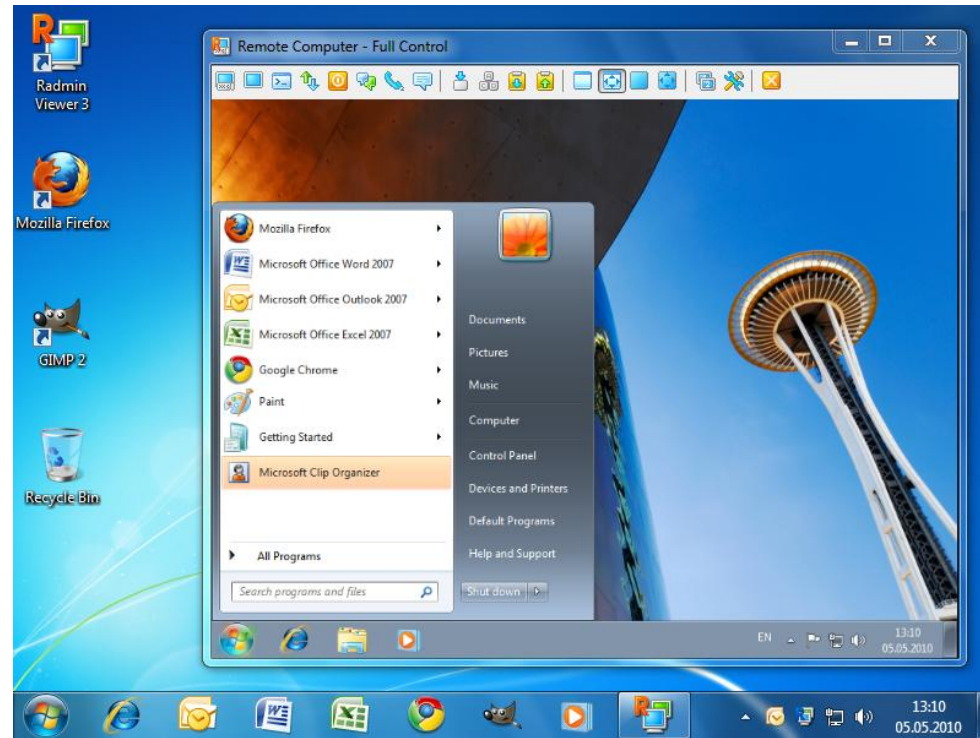 Radmin
Viewer 3
Mozilla Firefox
GIMP 2
Recycle Bin
Remote Computer - Full Control
Mozilla Firefox
Microsoft Office Word 2007
Microsoft Office Outlook 2007
Microsoft Office Excel 2007
Google Chrome
Paint
Getting Started
Microsoft Clip Organizer
All Programs
Search programs and files
Documents
Pictures
Music
Computer
Control Panel
Devices and Printers
Default Programs
Help and Support
Shut down
EN
13:10
05.05.2010
13:10
05.05.2010